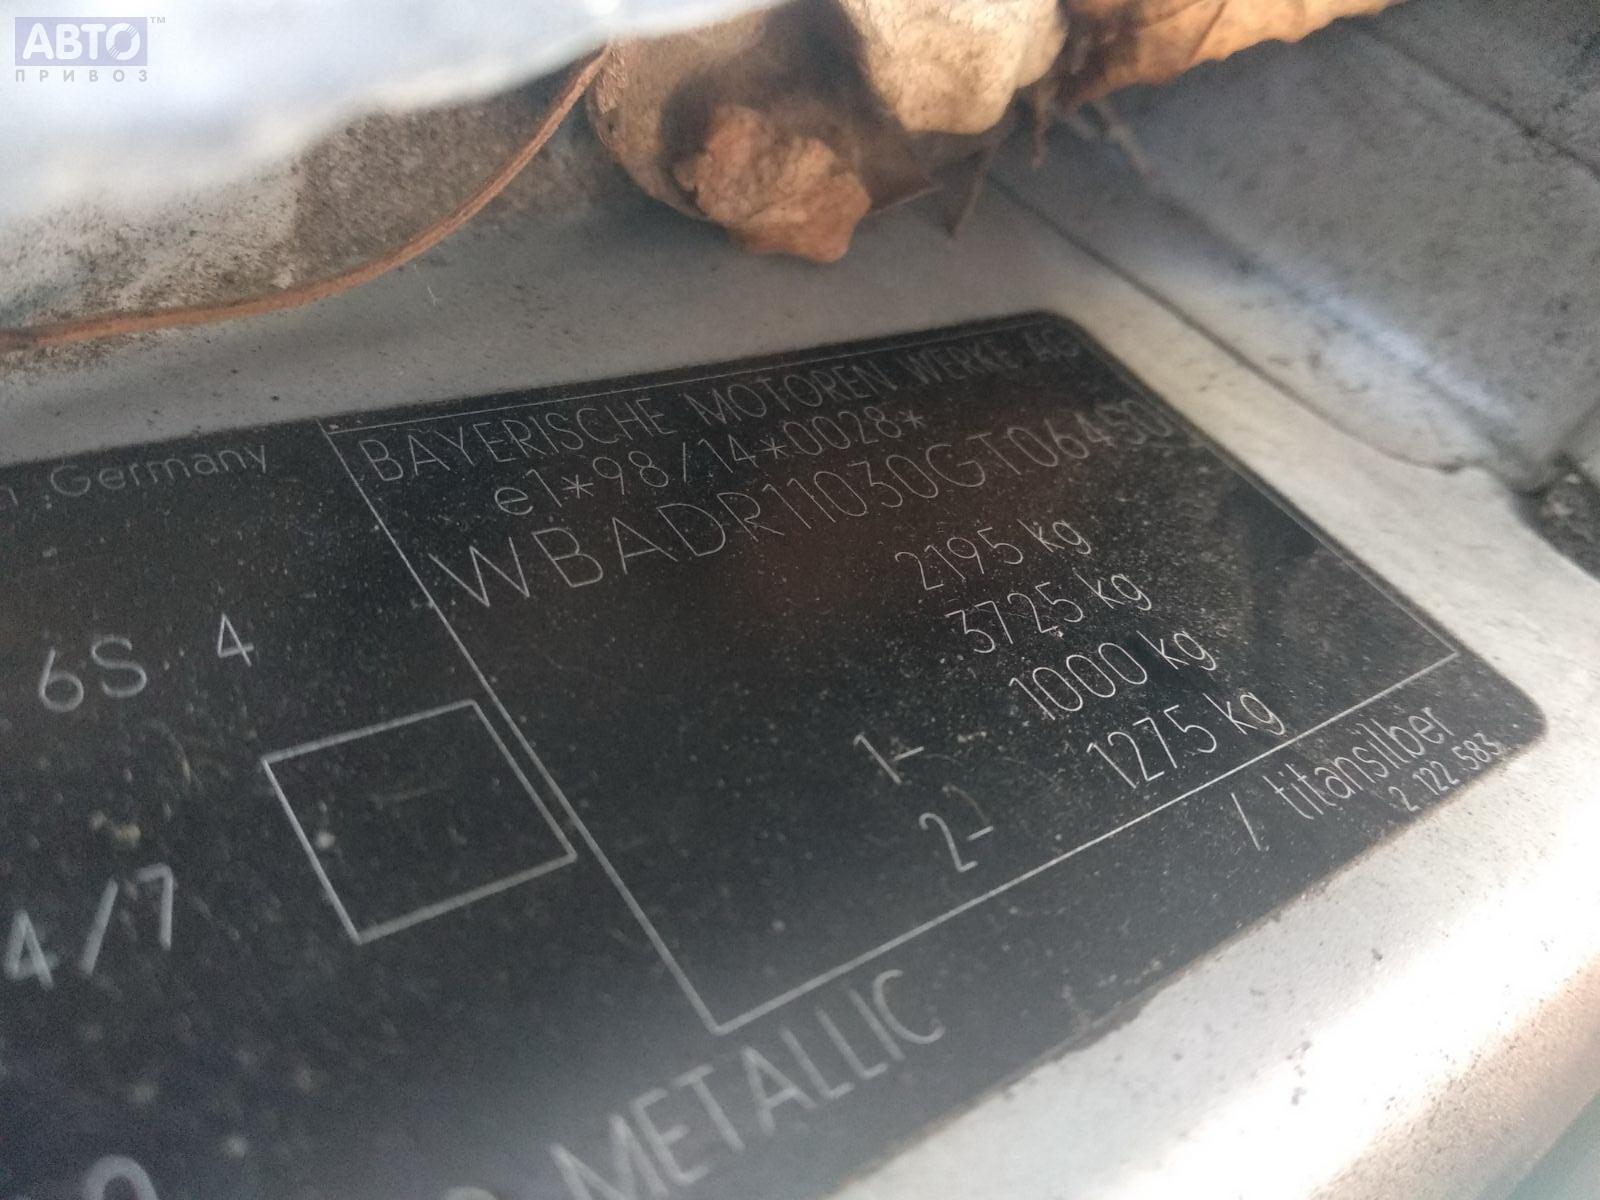 АВТО™
ПРИВОЗ
Germany
BAYERISCHE MOTOREN WERKE AG
e1*98/14*0028*
WBADR11030GT06450
2195 kg
3725 kg
1- 1000 kg
2- 1275 kg
6S 4
4/7
/ titansilber
2 122 583
METALLIC